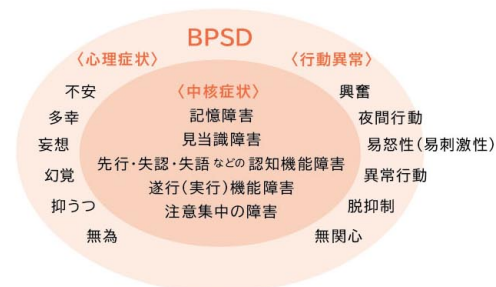 BPSD
〈心理症状〉
不安
多幸
妄想
幻覚
抑うつ
無為
〈中核症状〉
記憶障害
見当識障害
先行・失認・失語 などの 認知機能障害
遂行(実行)機能障害
注意集中の障害
〈行動異常〉
興奮
夜間行動
易怒性(易刺激性)
異常行動
脱抑制
無関心